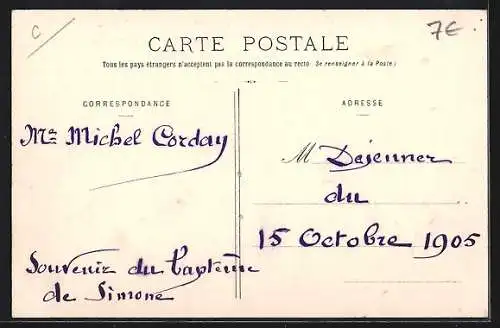 C
7€
CARTE POSTALE
Tous les pays étrangers n'acceptent pas la correspondance au recto (Se renseigner à la Poste)
CORRESPONDANCE
ADRESSE
Mr Michel Corday
M Dejeuner
du
15 Octobre 1905
Souvenir du Baptême
de Simone